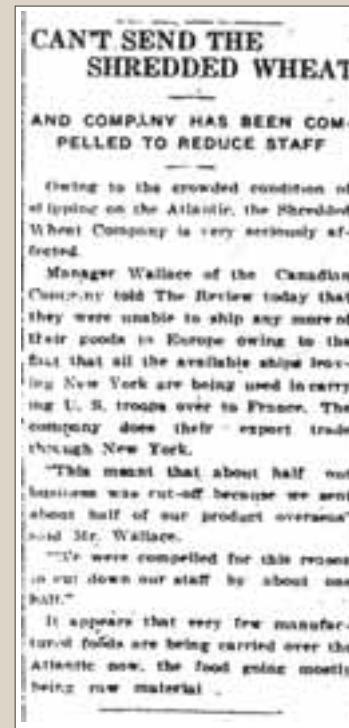 CAN'T SEND THE
SHREDDED WHEAT
AND COMPANY HAS BEEN COM-
PELLED TO REDUCE STAFF
Owing to the crowded condition of
shipping on the Atlantic, the Shredded
Wheat Company is very seriously af-
fected.
Manager Wallace of the Canadian
Company told The Review today that
they were unable to ship any more of
their goods to Europe owing to the
fact that all the available ships leav-
ing New York are being used in carry
ing U. S. troops over to France. The
company does their export trade
through New York.
"This meant that about half our
business was cut-off because we sent
about half of our product overseas"
said Mr. Wallace.
"We were compelled for this reason
to cut down our staff by about one
half."
It appears that very few manufac-
tured foods are being carried over the
Atlantic now, the food going mostly
being raw material.